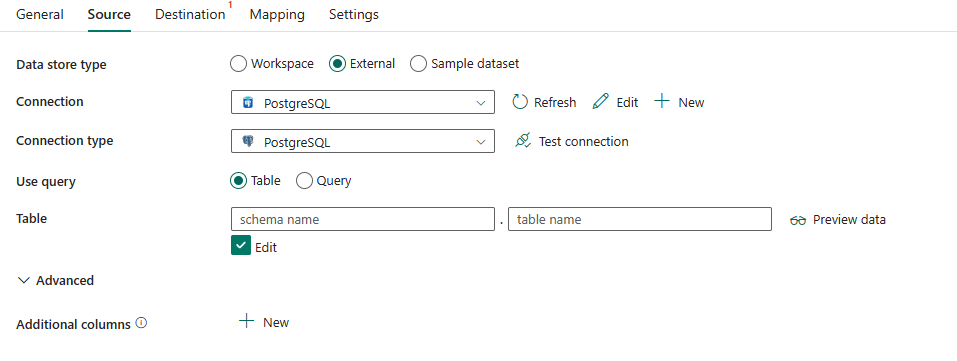 General Source Destination 1 Mapping Settings
Data store type Workspace External Sample dataset
Connection PostgreSQL Refresh Edit New
Connection type PostgreSQL Test connection
Use query Table Query
Table schema name . table name Preview data
Edit
Advanced
Additional columns New